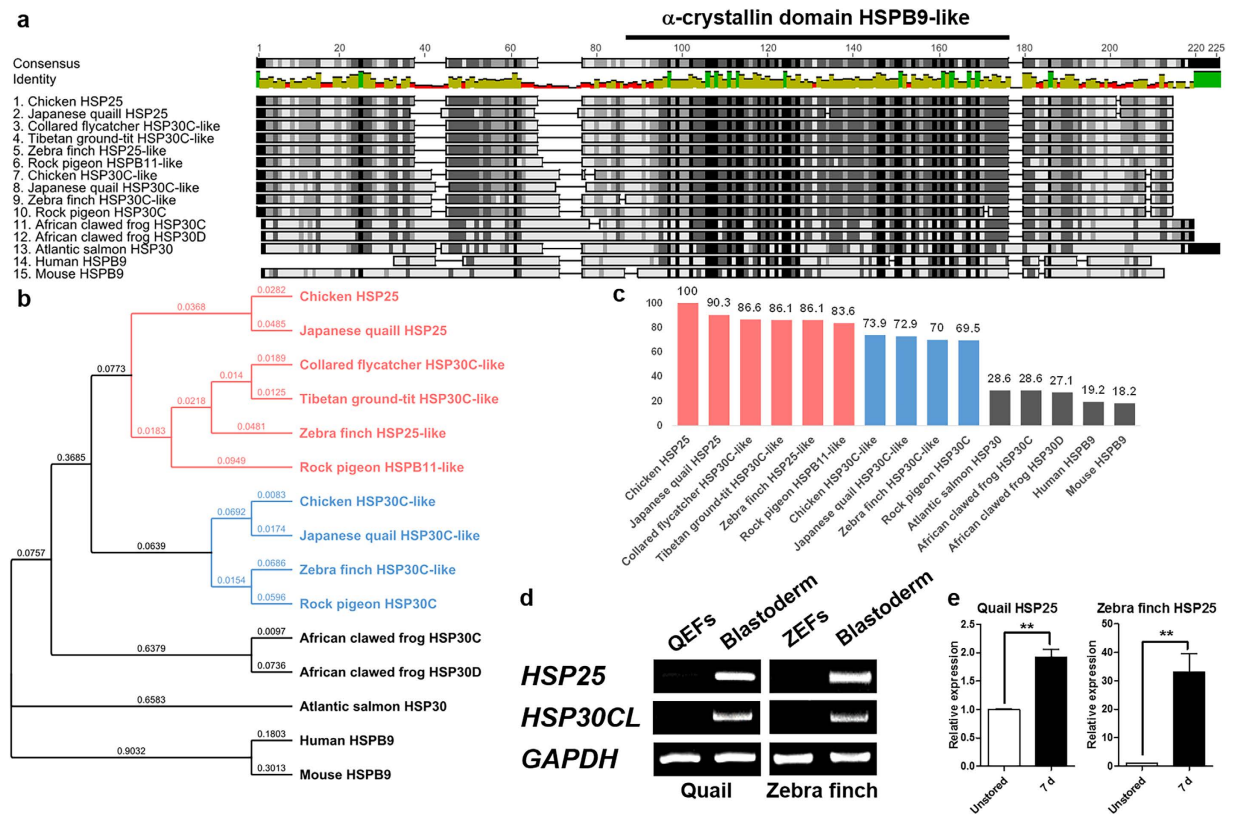 a
α-crystallin domain HSPB9-like
1 20 40 60 80 100 120 140 160 180 200 220 225
Consensus
Identity
1. Chicken HSP25
2. Japanese quaill HSP25
3. Collared flycatcher HSP30C-like
4. Tibetan ground-tit HSP30C-like
5. Zebra finch HSP25-like
6. Rock pigeon HSPB11-like
7. Chicken HSP30C-like
8. Japanese quail HSP30C-like
9. Zebra finch HSP30C-like
10. Rock pigeon HSP30C
11. African clawed frog HSP30C
12. African clawed frog HSP30D
13. Atlantic salmon HSP30
14. Human HSPB9
15. Mouse HSPB9
b
0.0282
Chicken HSP25
0.0368
0.0485
Japanese quaill HSP25
0.0189
Collared flycatcher HSP30C-like
0.0773
0.014
0.0125
Tibetan ground-tit HSP30C-like
0.0218
0.0481
Zebra finch HSP25-like
0.0183
0.0949
Rock pigeon HSPB11-like
0.3685
0.0083
Chicken HSP30C-like
0.0692
0.0174
Japanese quail HSP30C-like
0.0639
0.0757
0.0686
Zebra finch HSP30C-like
0.0154
0.0596
Rock pigeon HSP30C
0.0097
African clawed frog HSP30C
0.6379
0.0736
African clawed frog HSP30D
0.6583
Atlantic salmon HSP30
0.1803
Human HSPB9
0.9032
0.3013
Mouse HSPB9
c
100
80
60
40
20
0
100 90.3 86.6 86.1 86.1 83.6 73.9 72.9 70 69.5 28.6 28.6 27.1 19.2 18.2
Chicken HSP25
Japanese quail HSP25
Collared flycatcher HSP30C-like
Tibetan ground-tit HSP30C-like
Zebra finch HSP25-like
Rock pigeon HSPB11-like
Chicken HSP30C-like
Japanese quail HSP30C-like
Zebra finch HSP30C-like
Rock pigeon HSP30C
Atlantic salmon HSP30
African clawed frog HSP30C
African clawed frog HSP30D
Human HSPB9
Mouse HSPB9
d
QEFs
Blastoderm
ZEFs
Blastoderm
HSP25
HSP30CL
GAPDH
Quail
Zebra finch
e
Quail HSP25
**
Relative expression
2.5
2.0
1.5
1.0
0.5
0.0
Unstored
7 d
Zebra finch HSP25
**
Relative expression
50
40
30
20
10
0
Unstored
7 d